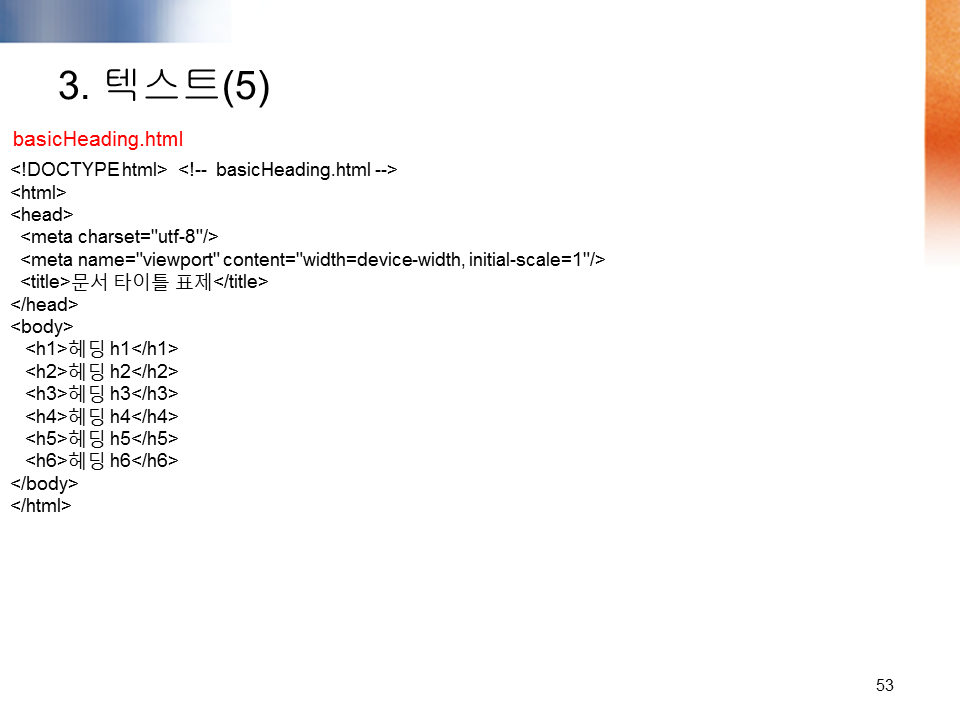 3. 텍스트(5)
basicHeading.html
<!DOCTYPE html> <!-- basicHeading.html -->
<html>
<head>
<meta charset="utf-8"/>
<meta name="viewport" content="width=device-width, initial-scale=1"/>
<title>문서 타이틀 표제</title>
</head>
<body>
<h1>헤딩 h1</h1>
<h2>헤딩 h2</h2>
<h3>헤딩 h3</h3>
<h4>헤딩 h4</h4>
<h5>헤딩 h5</h5>
<h6>헤딩 h6</h6>
</body>
</html>
53